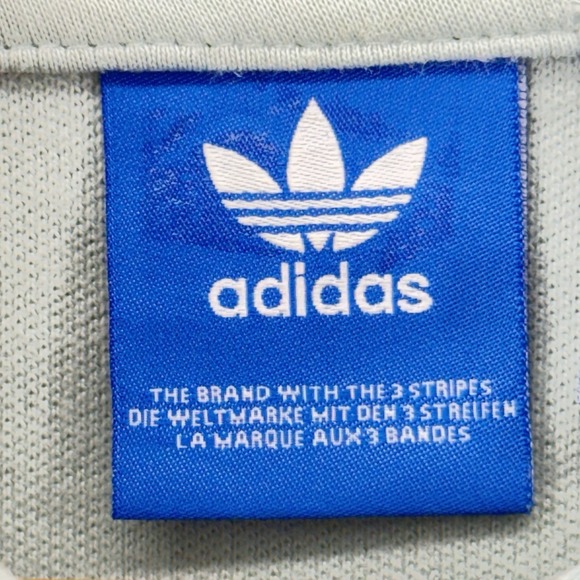 adidas
THE BRAND WITH THE 3 STRIPES
DIE WELTMARKE MIT DEN 3 STREIFEN
LA MARQUE AUX 3 BANDES